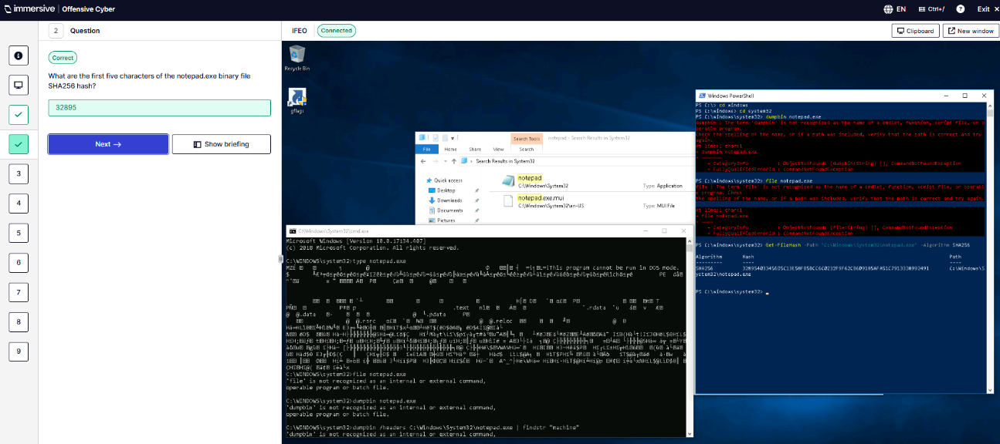 immersive | Offensive Cyber
EN
Ctrl+/
Exit
2 Question
IFEO
Connected
Clipboard
New window
Correct
What are the first five characters of the notepad.exe binary file
SHA256 hash?
32895
Next →
Show briefing
3
4
5
6
7
8
9
Recycle Bin
gflags
Search Tools
notepad - Search Results in System32
File
Home
Share
View
Search
Search Results in System32
Quick access
Desktop
Downloads
Documents
Pictures
notepad
C:\Windows\System32
Type: Application
notepad.exe.mui
C:\Windows\System32\en-US
Type: MUI File
C:\Windows\System32\cmd.exe
Microsoft Windows [Version 10.0.17134.407]
(c) 2018 Microsoft Corporation. All rights reserved.
C:\WINDOWS\system32>type notepad.exe
this program cannot be run in DOS mode.
.text
.rdata
.data
.pdata
.rsrc
.reloc
C:\WINDOWS\system32>file notepad.exe
'file' is not recognized as an internal or external command,
operable program or batch file.
C:\WINDOWS\system32>dumpbin notepad.exe
'dumpbin' is not recognized as an internal or external command,
operable program or batch file.
C:\WINDOWS\system32>dumpbin /headers C:\Windows\System32\notepad.exe | findstr "machine"
'dumpbin' is not recognized as an internal or external command,
Windows PowerShell
PS C:\> cd windows
PS C:\windows> cd system32
PS C:\windows\system32> dumpbin notepad.exe
dumpbin : The term 'dumpbin' is not recognized as the name of a cmdlet, function, script file, or o
perable program.
Check the spelling of the name, or if a path was included, verify that the path is correct and try
again.
At line:1 char:1
+ dumpbin notepad.exe
+ CategoryInfo : ObjectNotFound: (dumpbin:String) [], CommandNotFoundException
+ FullyQualifiedErrorId : CommandNotFoundException
PS C:\windows\system32> file notepad.exe
file : The term 'file' is not recognized as the name of a cmdlet, function, script file, or operabl
e program. Check
the spelling of the name, or if a path was included, verify that the path is correct and try again.
At line:1 char:1
+ file notepad.exe
+ CategoryInfo : ObjectNotFound: (file:String) [], CommandNotFoundException
+ FullyQualifiedErrorId : CommandNotFoundException
PS C:\windows\system32> Get-FileHash -Path "C:\Windows\System32\notepad.exe" -Algorithm SHA256
Algorithm Hash Path
SHA256 C:\Windows\S
ystem32\notepad.exe
PS C:\windows\system32>